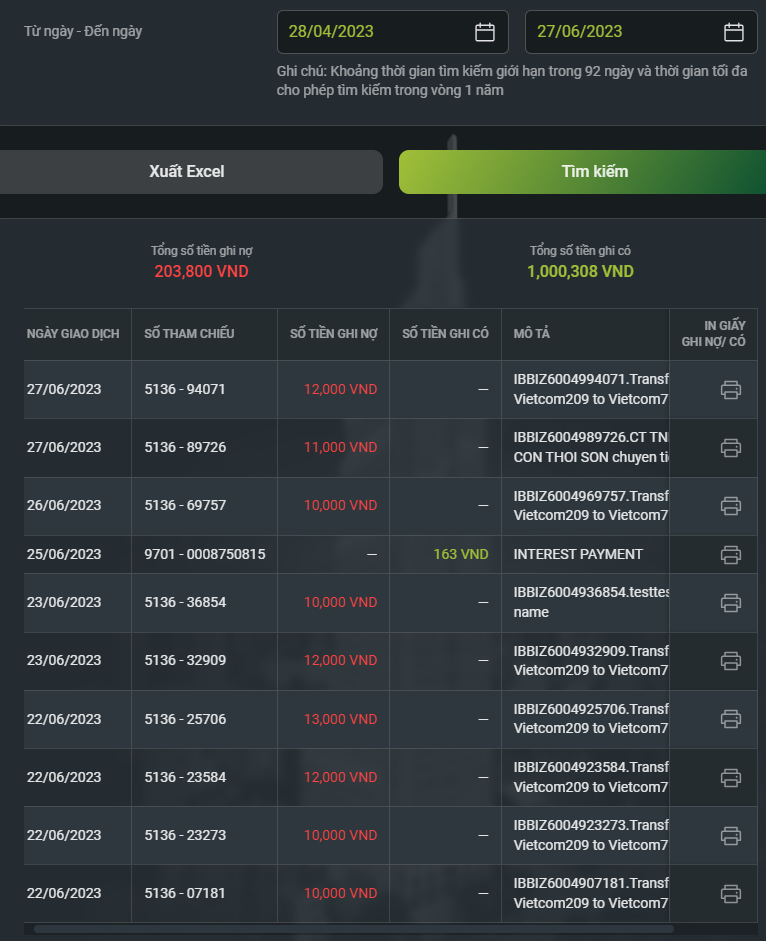 Từ ngày - Đến ngày
28/04/2023
27/06/2023
Ghi chú: Khoảng thời gian tìm kiếm giới hạn trong 92 ngày và thời gian tối đa
cho phép tìm kiếm trong vòng 1 năm
Xuất Excel
Tìm kiếm
Tổng số tiền ghi nợ
203,800 VND
Tổng số tiền ghi có
1,000,308 VND
NGÀY GIAO DỊCH SỐ THAM CHIẾU SỐ TIỀN GHI NỢ SỐ TIỀN GHI CÓ MÔ TẢ IN GIẤY
GHI NỢ/ CÓ
27/06/2023 5136 - 94071 12,000 VND — IBBIZ6004994071.Transf
Vietcom209 to Vietcom7
27/06/2023 5136 - 89726 11,000 VND — IBBIZ6004989726.CT TN
CON THOI SON chuyen ti
26/06/2023 5136 - 69757 10,000 VND — IBBIZ6004969757.Transf
Vietcom209 to Vietcom7
25/06/2023 9701 - 0008750815 — 163 VND INTEREST PAYMENT
23/06/2023 5136 - 36854 10,000 VND — IBBIZ6004936854.testtes
name
23/06/2023 5136 - 32909 12,000 VND — IBBIZ6004932909.Transf
Vietcom209 to Vietcom7
22/06/2023 5136 - 25706 13,000 VND — IBBIZ6004925706.Transf
Vietcom209 to Vietcom7
22/06/2023 5136 - 23584 12,000 VND — IBBIZ6004923584.Transf
Vietcom209 to Vietcom7
22/06/2023 5136 - 23273 10,000 VND — IBBIZ6004923273.Transf
Vietcom209 to Vietcom7
22/06/2023 5136 - 07181 10,000 VND — IBBIZ6004907181.Transf
Vietcom209 to Vietcom7